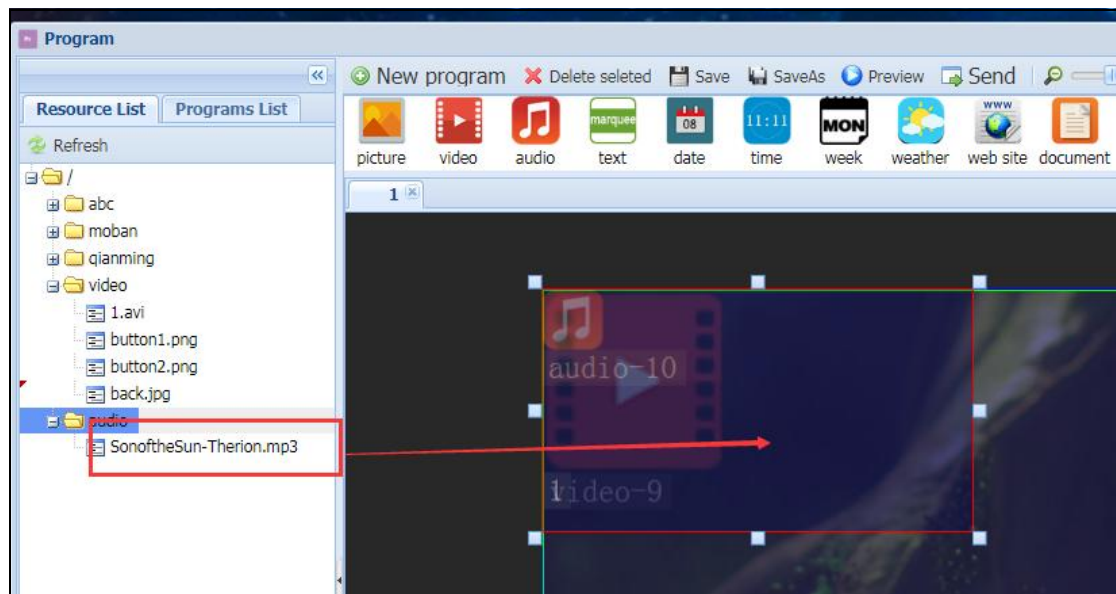 Program
New program Delete seleted Save SaveAs Preview Send
Resource List Programs List
Refresh
marquee 08 11:11 MON www
picture video audio text date time week weather web site document
1
/
abc
moban
qianming
video
1.avi
button1.png
button2.png
back.jpg
audio
SonoftheSun-Therion.mp3
audio-10
1
video-9